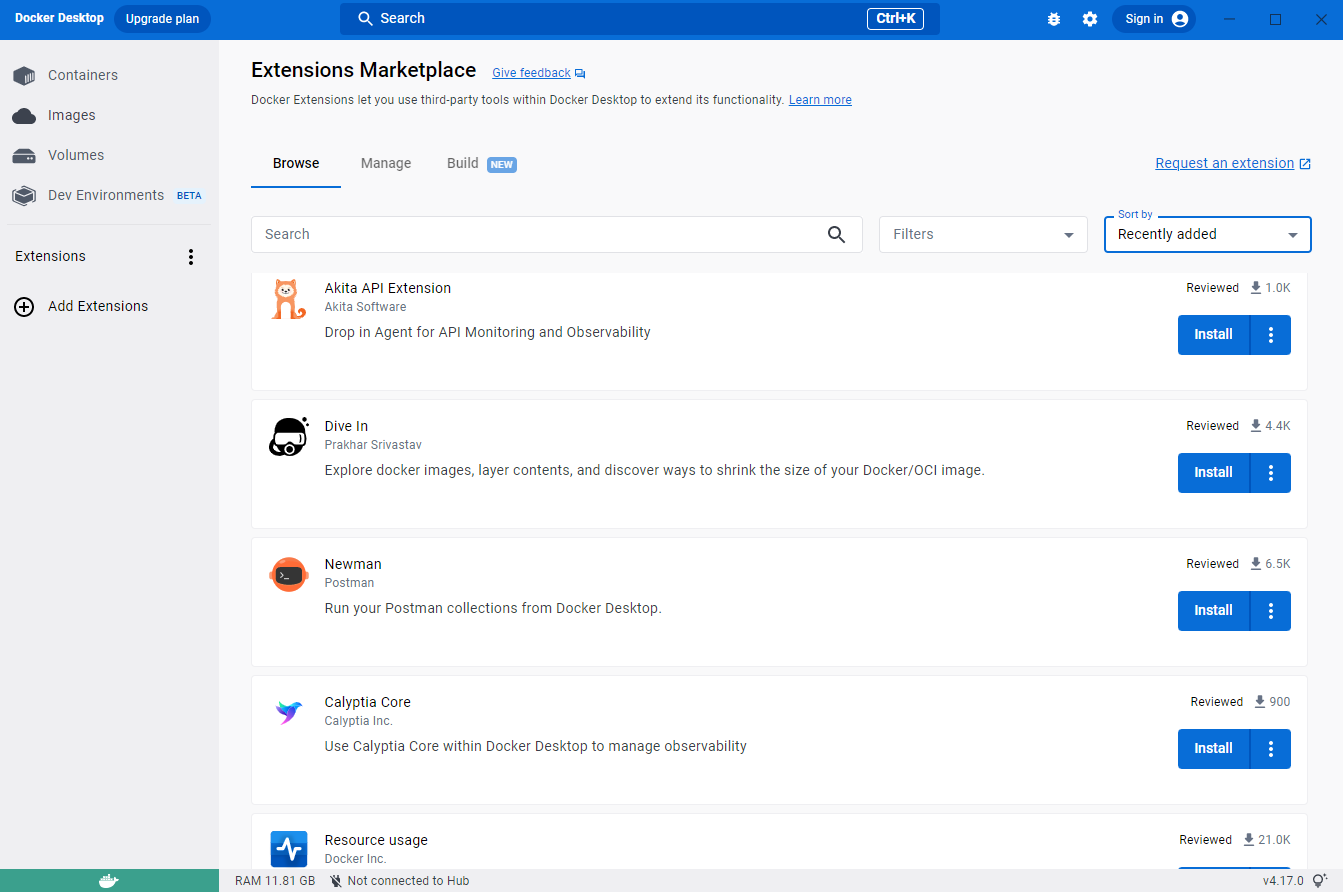 Docker Desktop Upgrade plan Search Ctrl+K Sign in
Containers
Images
Volumes
Dev Environments BETA
Extensions
Add Extensions
Extensions Marketplace Give feedback
Docker Extensions let you use third-party tools within Docker Desktop to extend its functionality. Learn more
Browse Manage Build NEW Request an extension
Search Filters Sort by Recently added
Akita API Extension Reviewed 1.0K
Akita Software
Drop in Agent for API Monitoring and Observability Install
Dive In Reviewed 4.4K
Prakhar Srivastav
Explore docker images, layer contents, and discover ways to shrink the size of your Docker/OCI image. Install
Newman Reviewed 6.5K
Postman
Run your Postman collections from Docker Desktop. Install
Calyptia Core Reviewed 900
Calyptia Inc.
Use Calyptia Core within Docker Desktop to manage observability Install
Resource usage Reviewed 21.0K
Docker Inc.
RAM 11.81 GB Not connected to Hub v4.17.0